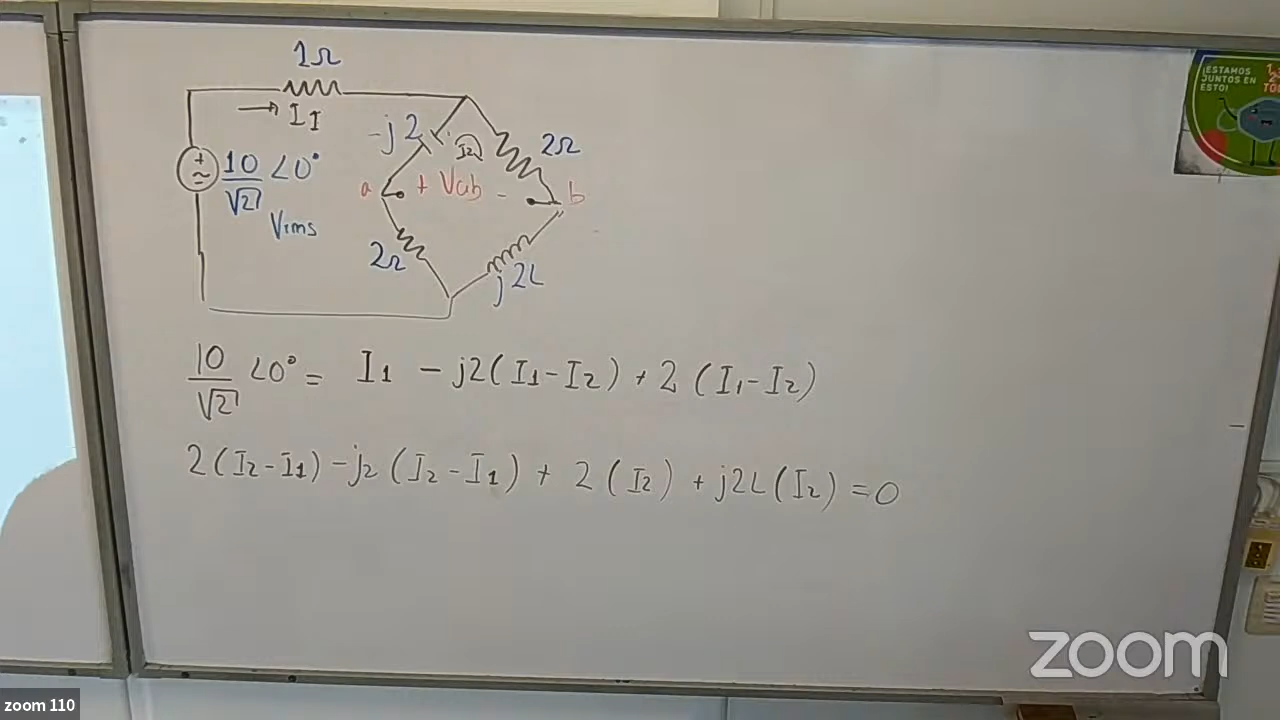 1Ω
I1
-j2
I2
2Ω
10/√2 ∠0°
Vrms
a + Vab - b
2Ω
j2L
10/√2 ∠0° = I1 - j2(I1-I2) + 2(I1-I2)
2(I2-I1) - j2(I2-I1) + 2(I2) + j2L(I2) = 0
¡ESTAMOS
JUNTOS EN
ESTO!
zoom
zoom 110